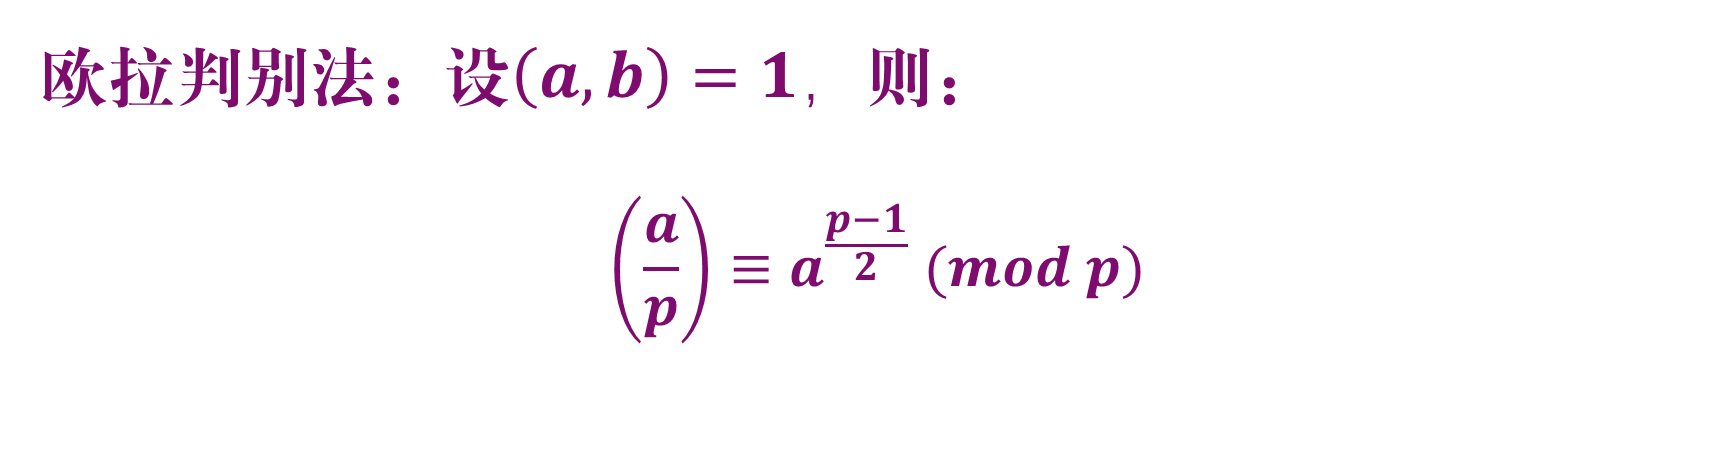 欧拉判别法：设(a, b) = 1，则：
(a/p) ≡ a^((p−1)/2) (mod p)